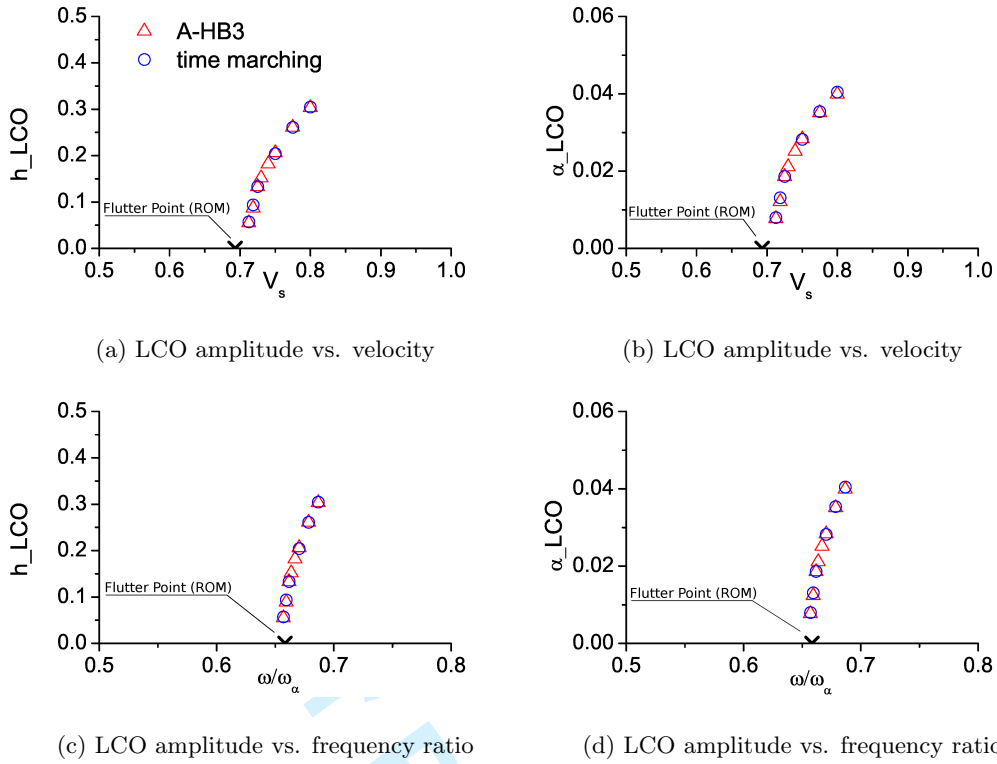 0.5
0.4
0.3
0.2
0.1
0.0
h_LCO
A-HB3
time marching
Flutter Point (ROM)
0.5 0.6 0.7 0.8 0.9 1.0
V_s
(a) LCO amplitude vs. velocity
0.06
0.04
0.02
0.00
α_LCO
Flutter Point (ROM)
0.5 0.6 0.7 0.8 0.9 1.0
V_s
(b) LCO amplitude vs. velocity
0.5
0.4
0.3
0.2
0.1
0.0
h_LCO
Flutter Point (ROM)
0.5 0.6 0.7 0.8
ω/ω_α
(c) LCO amplitude vs. frequency ratio
0.06
0.04
0.02
0.00
α_LCO
Flutter Point (ROM)
0.5 0.6 0.7 0.8
ω/ω_α
(d) LCO amplitude vs. frequency ratio